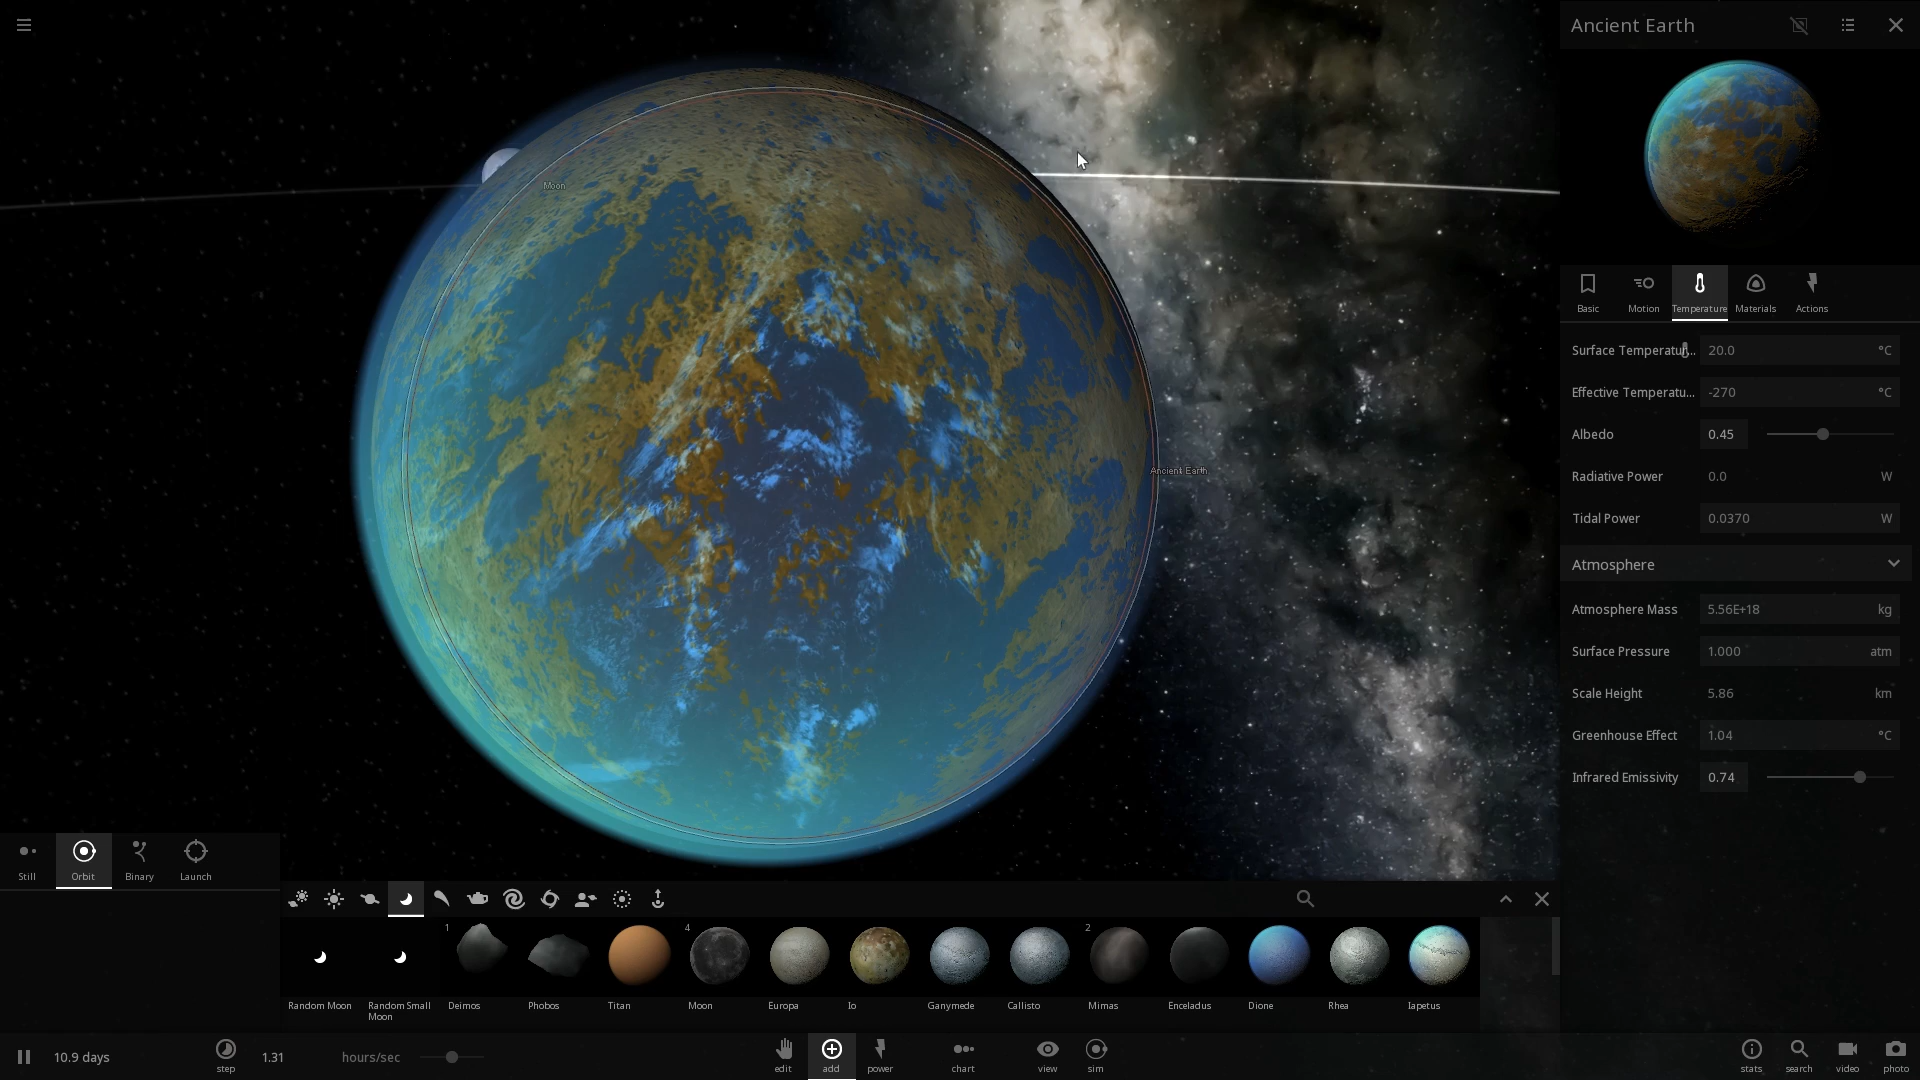 Ancient Earth
Moon
Ancient Earth
Basic
Motion
Temperature
Materials
Actions
Surface Temperatur...
20.0
°C
Effective Temperatu...
-270
°C
Albedo
0.45
Radiative Power
0.0
W
Tidal Power
0.0370
W
Atmosphere
Atmosphere Mass
5.56E+18
kg
Surface Pressure
1.000
atm
Scale Height
5.86
km
Greenhouse Effect
1.04
°C
Infrared Emissivity
0.74
Still
Orbit
Binary
Launch
1
4
2
Random Moon
Random Small
Moon
Deimos
Phobos
Titan
Moon
Europa
Io
Ganymede
Callisto
Mimas
Enceladus
Dione
Rhea
Iapetus
10.9 days
step
1.31
hours/sec
edit
add
power
chart
view
sim
stats
search
video
photo